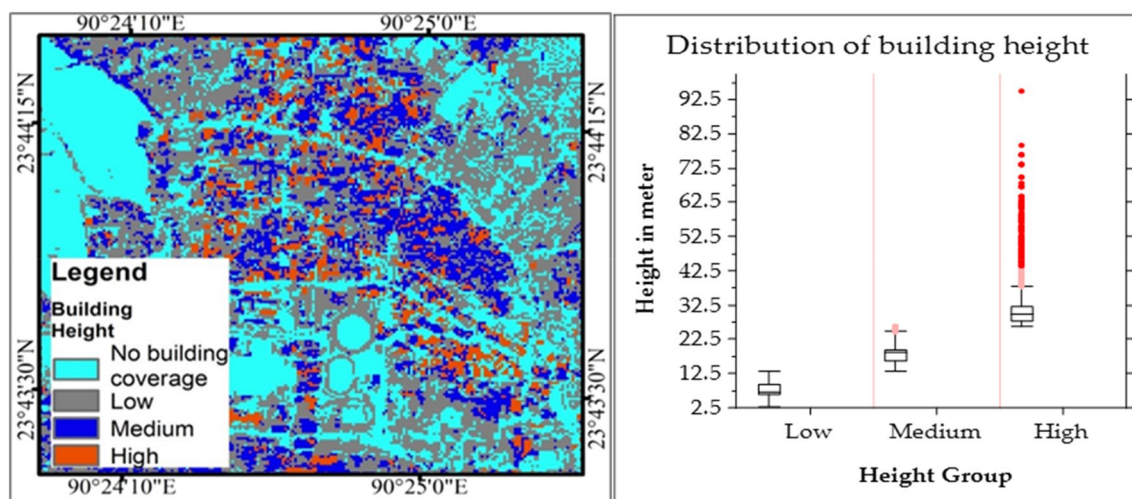 90°24'10"E
90°25'0"E
23°44'15"N
23°44'15"N
23°43'30"N
23°43'30"N
Legend
Building
Height
No building
coverage
Low
Medium
High
90°24'10"E
90°25'0"E
Distribution of building height
Height in meter
92.5
82.5
72.5
62.5
52.5
42.5
32.5
22.5
12.5
2.5
Low
Medium
High
Height Group